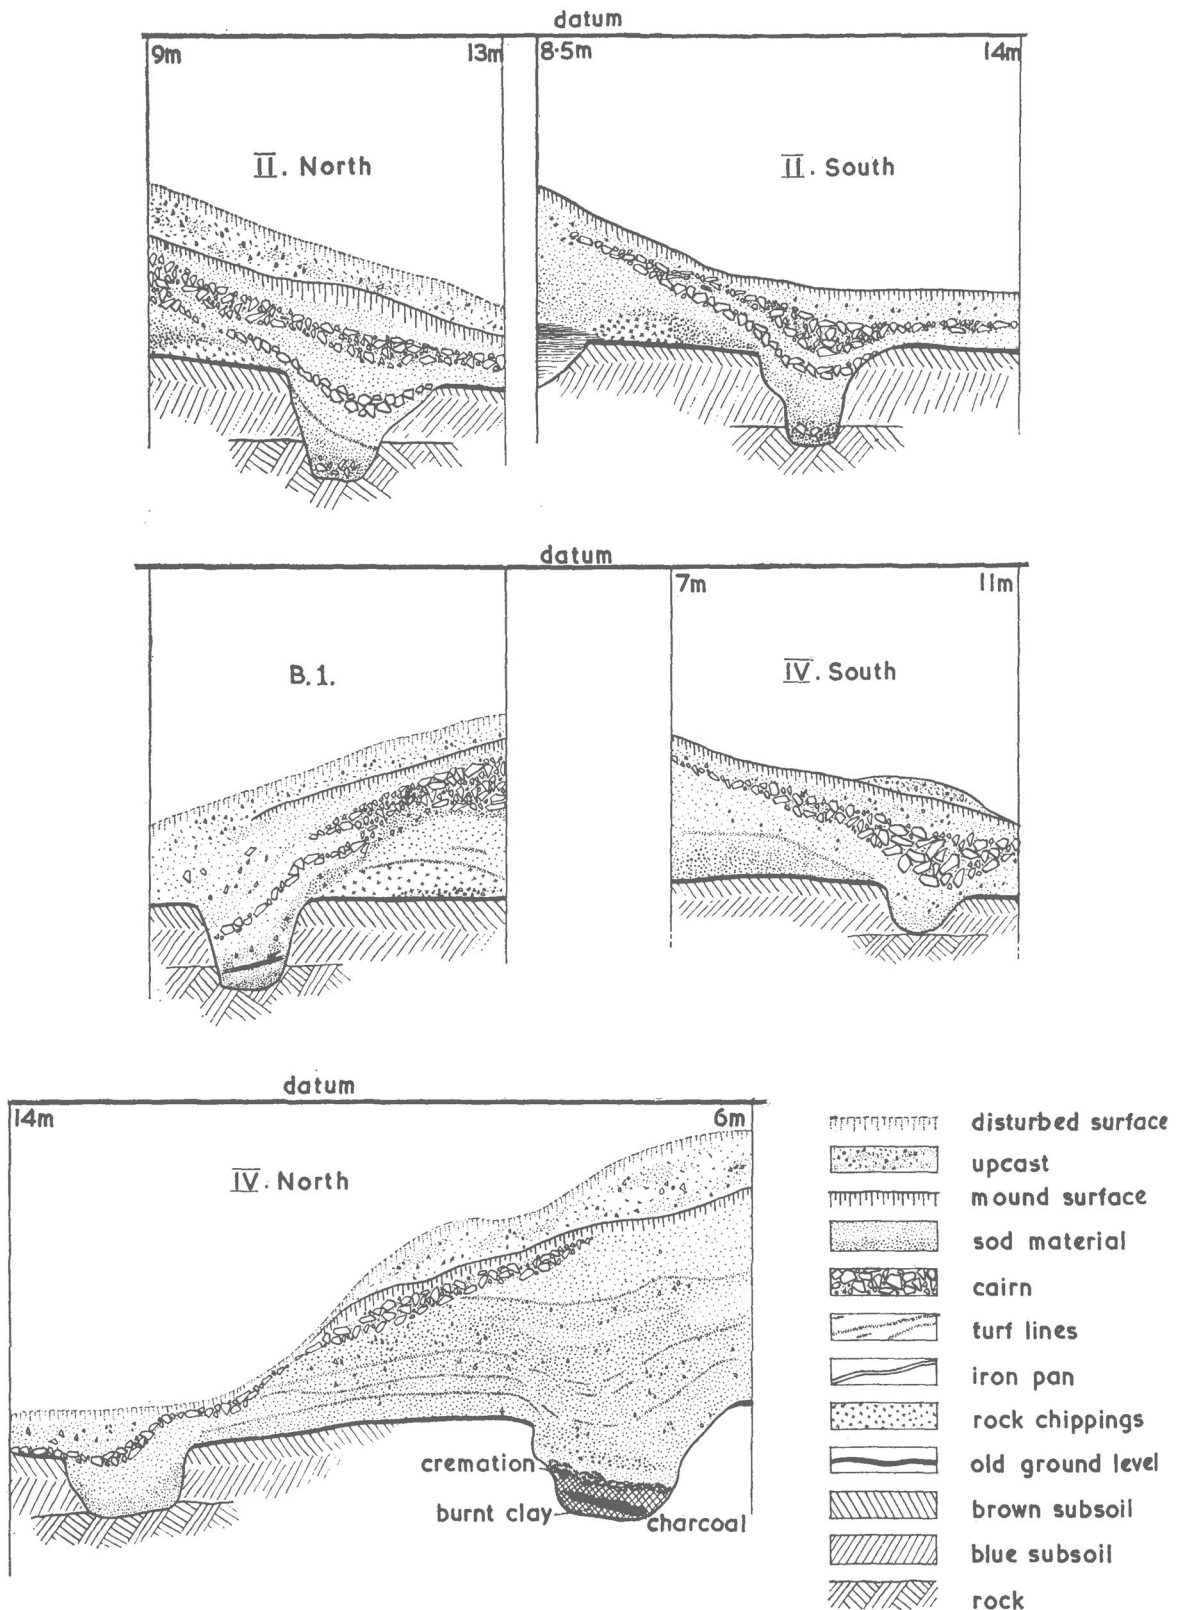 datum
9m 13m 8·5m 14m
II. North II. South
datum
7m 11m
B.1. IV. South
datum
14m 6m
IV. North
cremation
burnt clay
charcoal
disturbed surface
upcast
mound surface
sod material
cairn
turf lines
iron pan
rock chippings
old ground level
brown subsoil
blue subsoil
rock